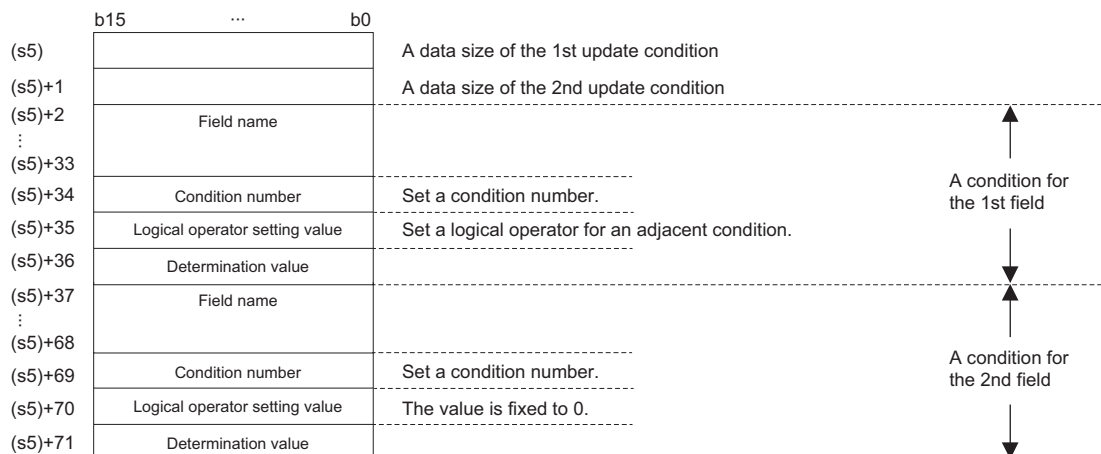 b15 ... b0
(s5) A data size of the 1st update condition
(s5)+1 A data size of the 2nd update condition
(s5)+2 Field name
⋮
(s5)+33
(s5)+34 Condition number Set a condition number.
A condition for
the 1st field
(s5)+35 Logical operator setting value Set a logical operator for an adjacent condition.
(s5)+36 Determination value
(s5)+37 Field name
⋮
(s5)+68
(s5)+69 Condition number Set a condition number.
A condition for
the 2nd field
(s5)+70 Logical operator setting value The value is fixed to 0.
(s5)+71 Determination value